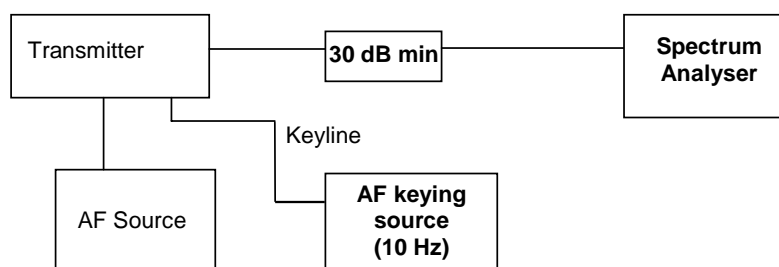 Transmitter
30 dB min
Spectrum
Analyser
Keyline
AF Source
AF keying
source
(10 Hz)